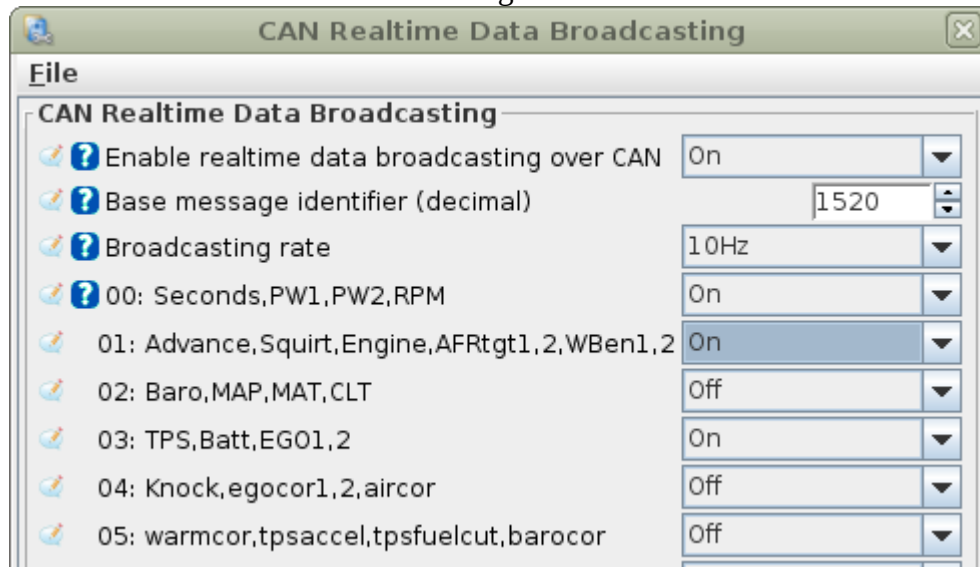 CAN Realtime Data Broadcasting
File
CAN Realtime Data Broadcasting
? Enable realtime data broadcasting over CAN On
? Base message identifier (decimal) 1520
? Broadcasting rate 10Hz
? 00: Seconds,PW1,PW2,RPM On
01: Advance,Squirt,Engine,AFRtgt1,2,WBen1,2 On
02: Baro,MAP,MAT,CLT Off
03: TPS,Batt,EGO1,2 On
04: Knock,egocor1,2,aircor Off
05: warmcor,tpsaccel,tpsfuelcut,barocor Off